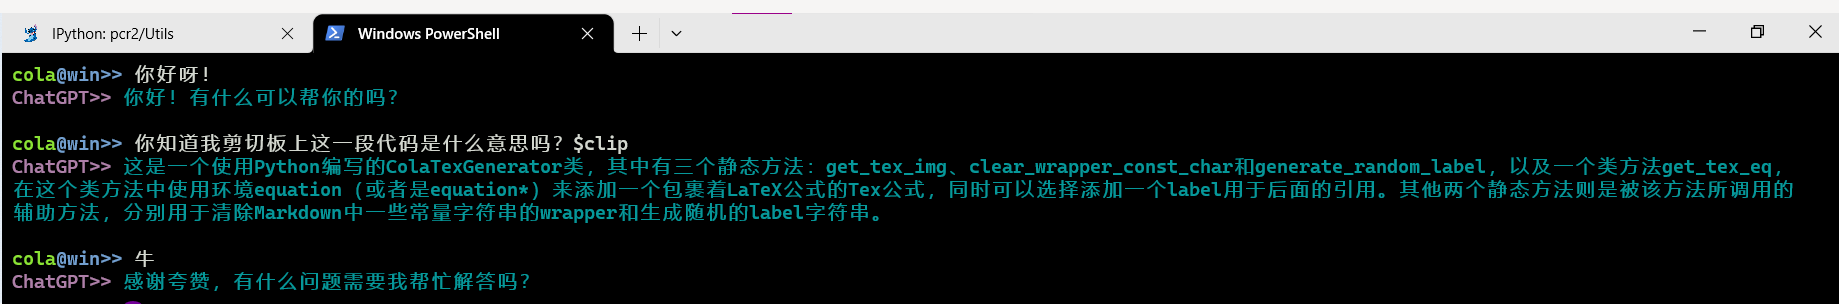 IPython: pcr2/Utils
Windows PowerShell
cola@win>> 你好呀！
ChatGPT>> 你好！有什么可以帮你的吗？
cola@win>> 你知道我剪切板上这一段代码是什么意思吗？$clip
ChatGPT>> 这是一个使用Python编写的ColaTexGenerator类，其中有三个静态方法：get_tex_img、clear_wrapper_const_char和generate_random_label，以及一个类方法get_tex_eq，
在这个类方法中使用环境equation（或者是equation*）来添加一个包裹着LaTeX公式的Tex公式，同时可以选择添加一个label用于后面的引用。其他两个静态方法则是被该方法所调用的
辅助方法，分别用于清除Markdown中一些常量字符串的wrapper和生成随机的label字符串。
cola@win>> 牛
ChatGPT>> 感谢夸赞，有什么问题需要我帮忙解答吗？